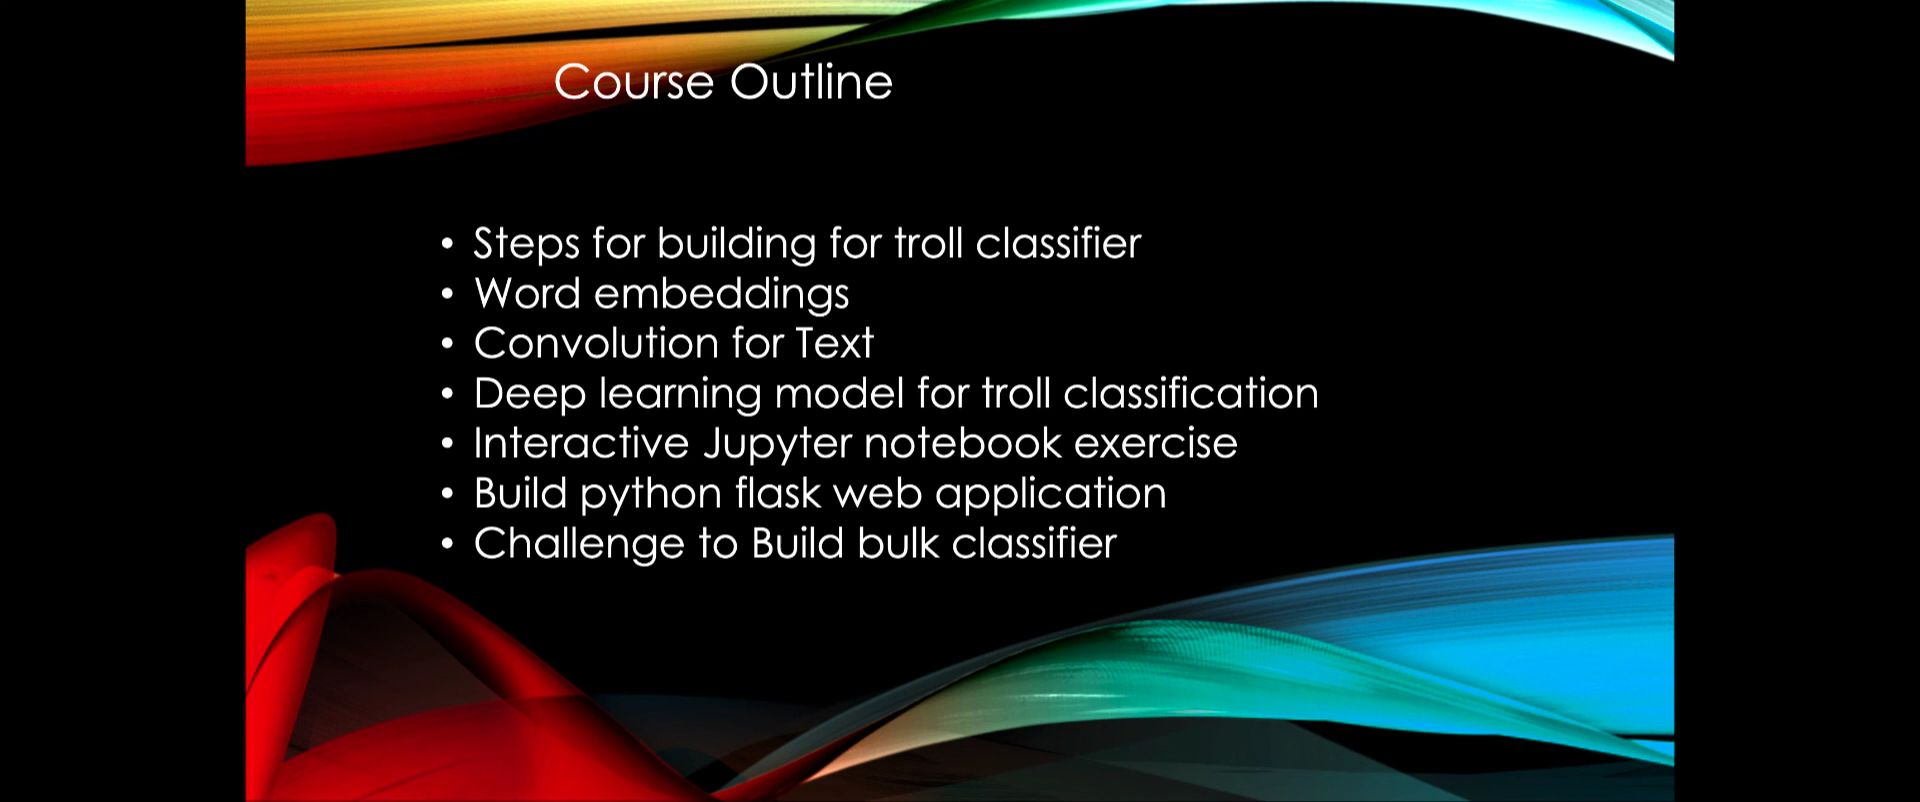 Course Outline
• Steps for building for troll classifier
• Word embeddings
• Convolution for Text
• Deep learning model for troll classification
• Interactive Jupyter notebook exercise
• Build python flask web application
• Challenge to Build bulk classifier